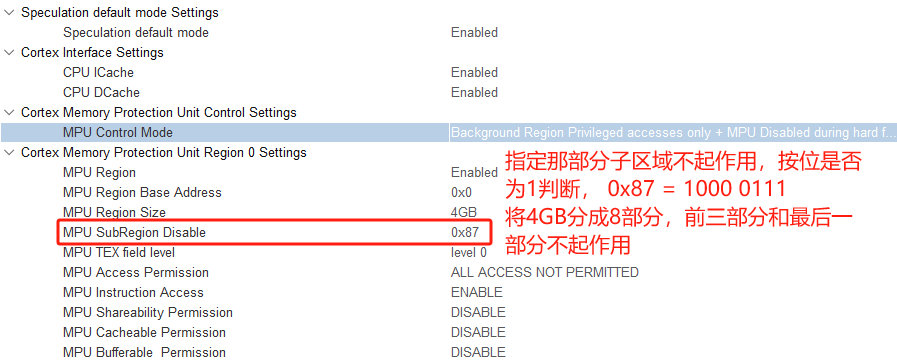 Speculation default mode Settings
Speculation default mode Enabled
Cortex Interface Settings
CPU ICache Enabled
CPU DCache Enabled
Cortex Memory Protection Unit Control Settings
MPU Control Mode Background Region Privileged accesses only + MPU Disabled during hard f...
Cortex Memory Protection Unit Region 0 Settings
MPU Region Enabled
MPU Region Base Address 0x0
MPU Region Size 4GB
MPU SubRegion Disable 0x87
MPU TEX field level level 0
MPU Access Permission ALL ACCESS NOT PERMITTED
MPU Instruction Access ENABLE
MPU Shareability Permission DISABLE
MPU Cacheable Permission DISABLE
MPU Bufferable Permission DISABLE
指定那部分子区域不起作用，按位是否
为1判断， 0x87 = 1000 0111
将4GB分成8部分，前三部分和最后一
部分不起作用